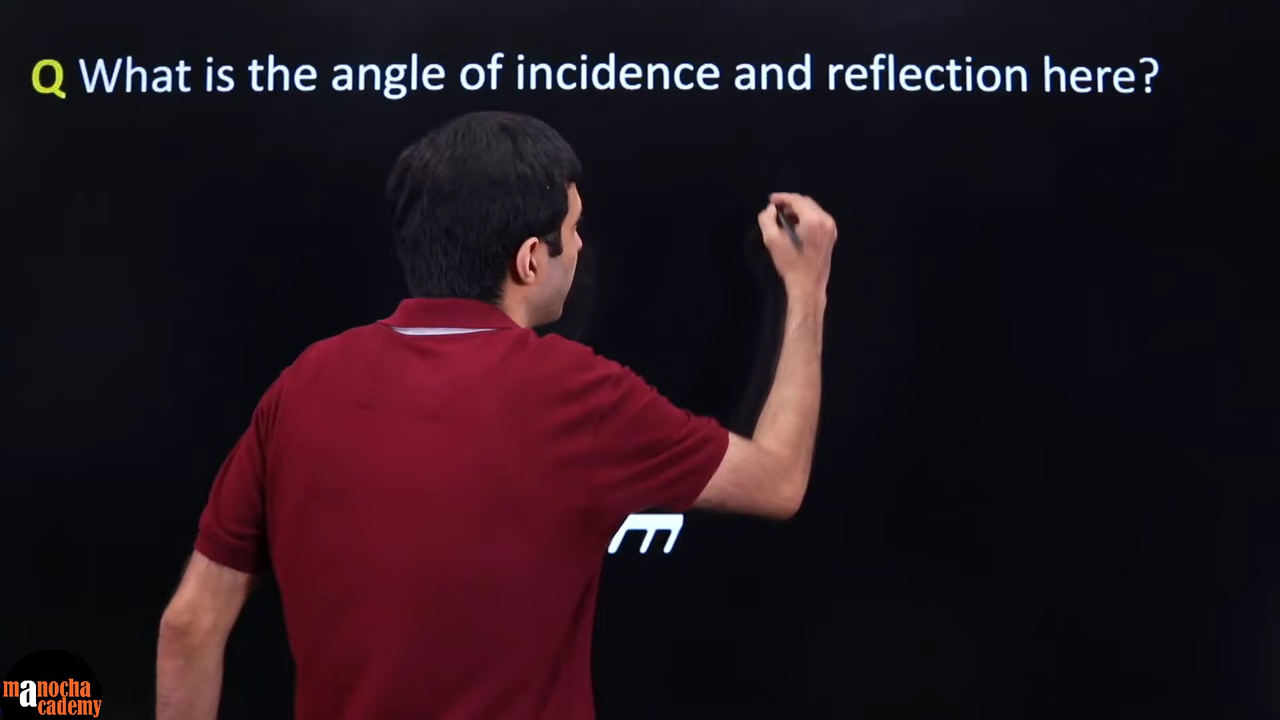 Q What is the angle of incidence and reflection here?
manocha
academy